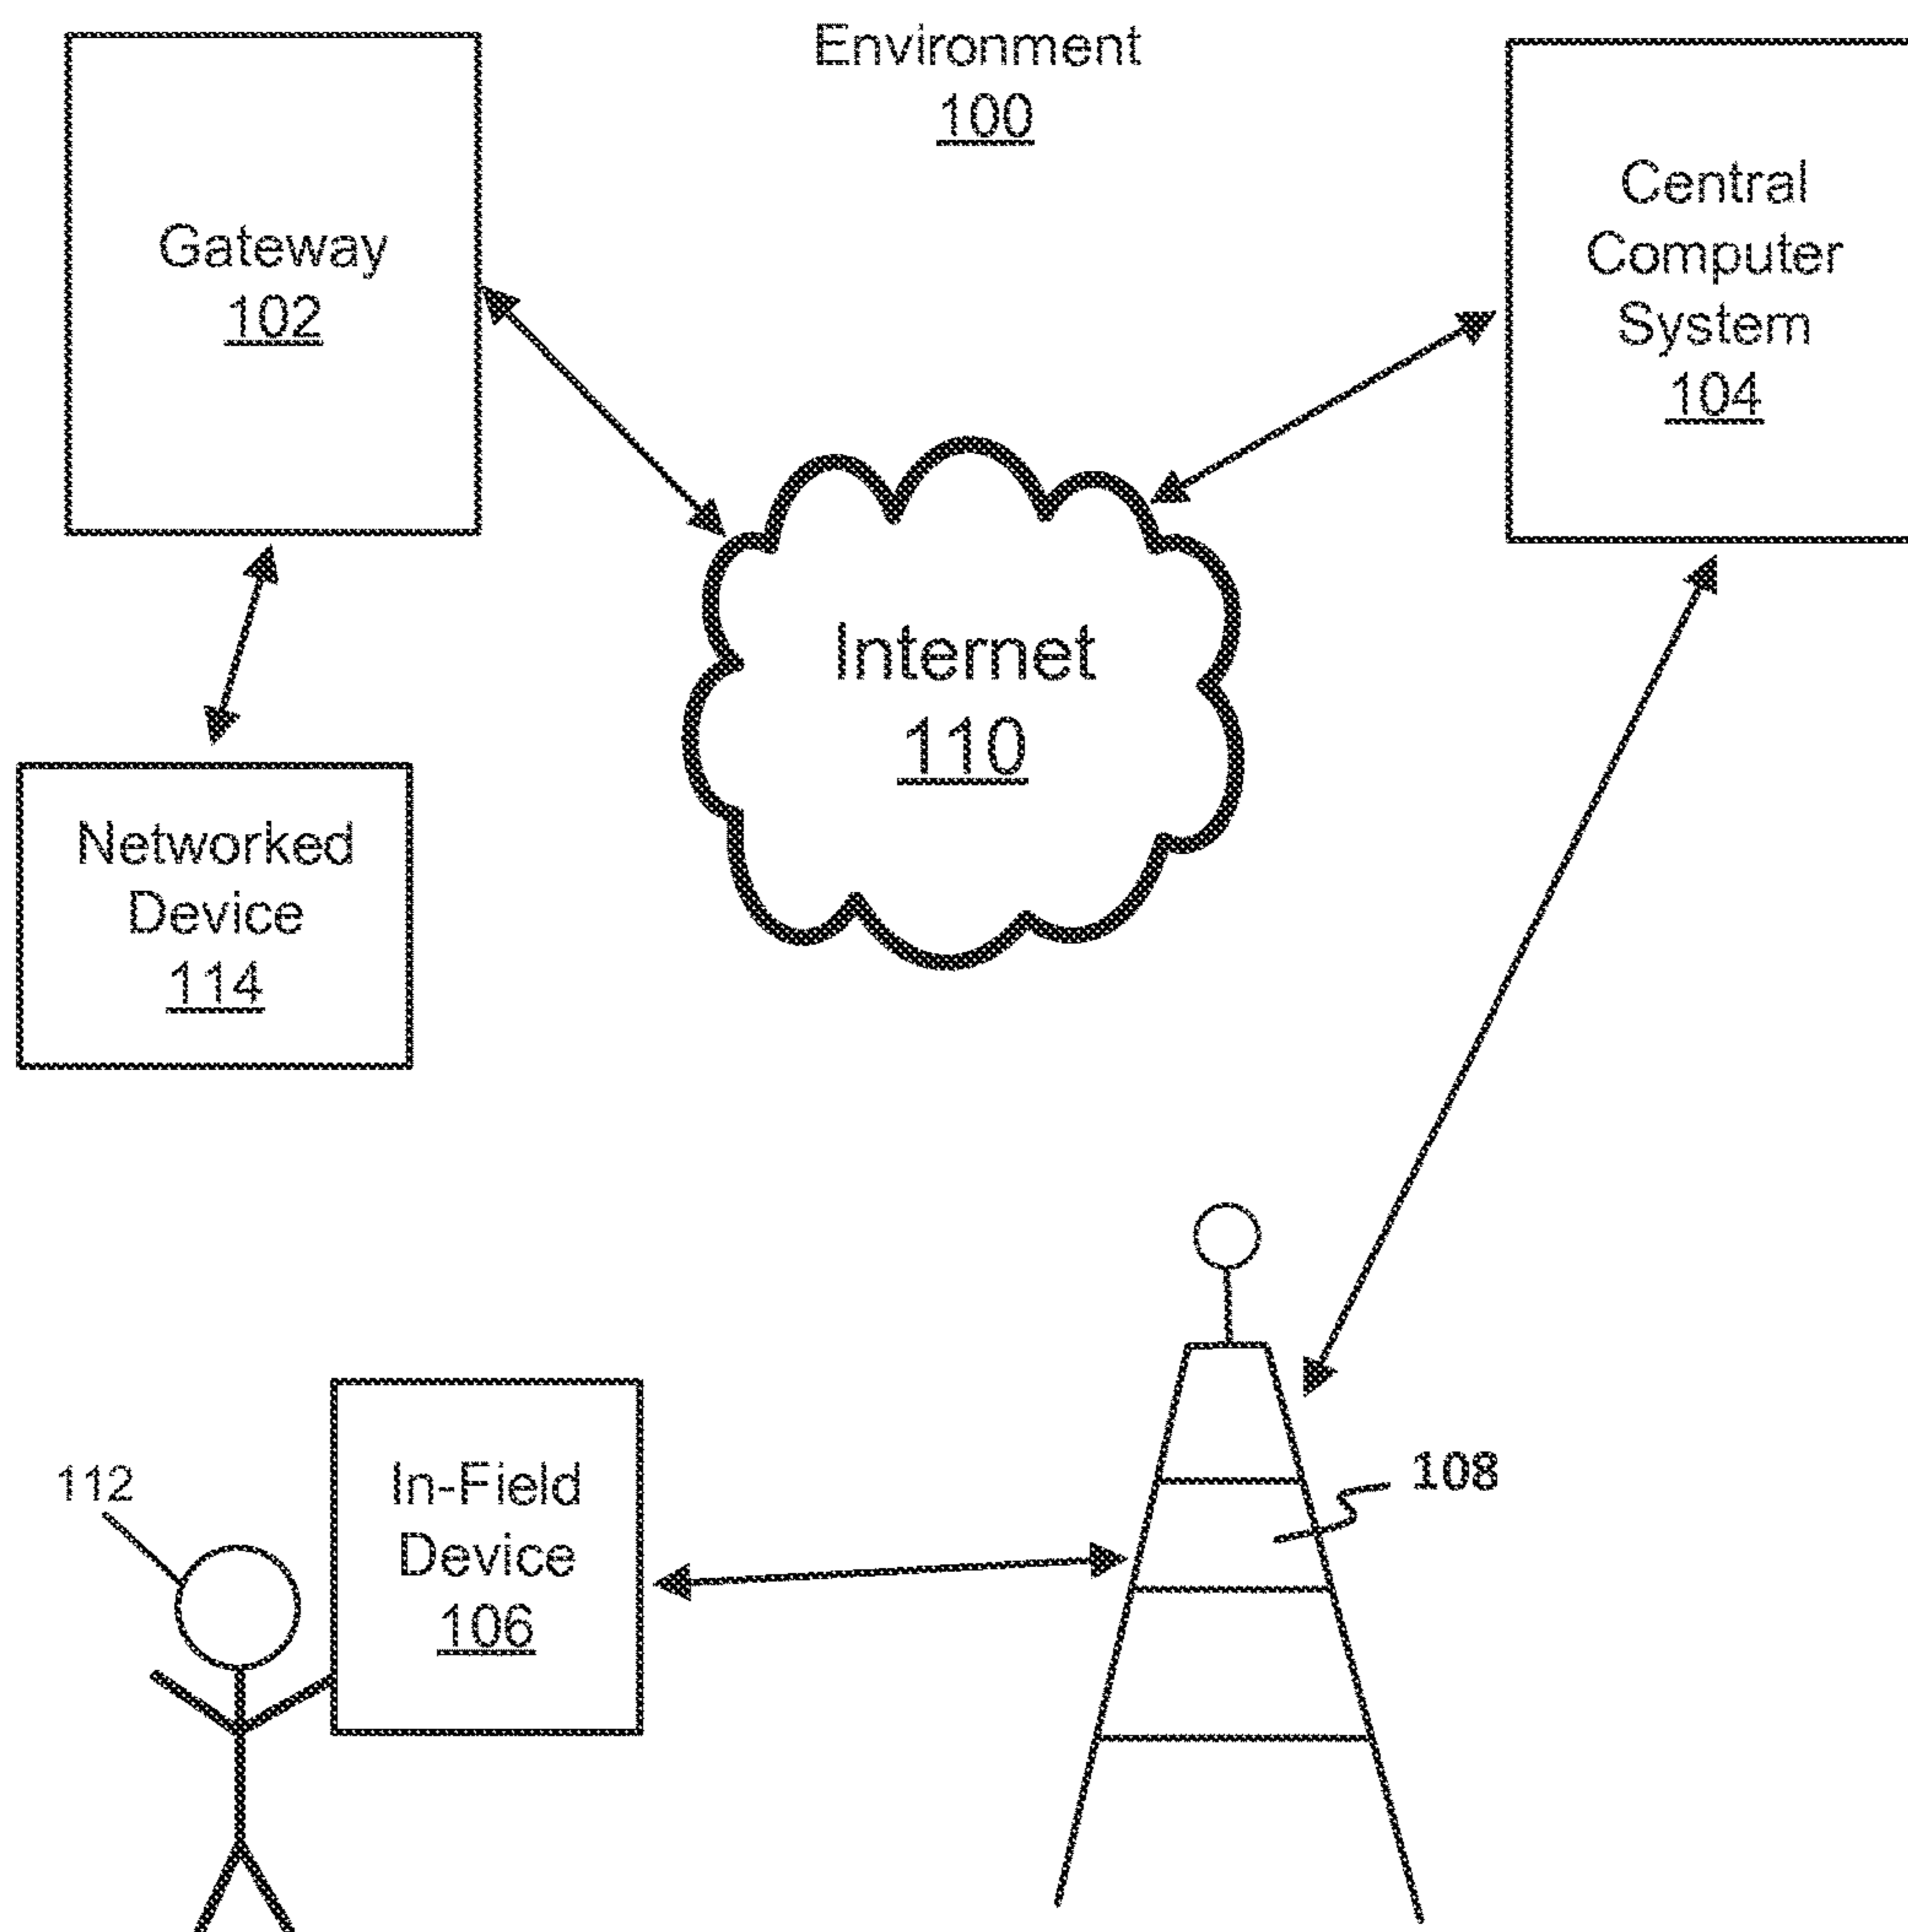 Environment
100
Gateway
102
Central
Computer
System
104
Internet
110
Networked
Device
114
In-Field
Device
106
112
108